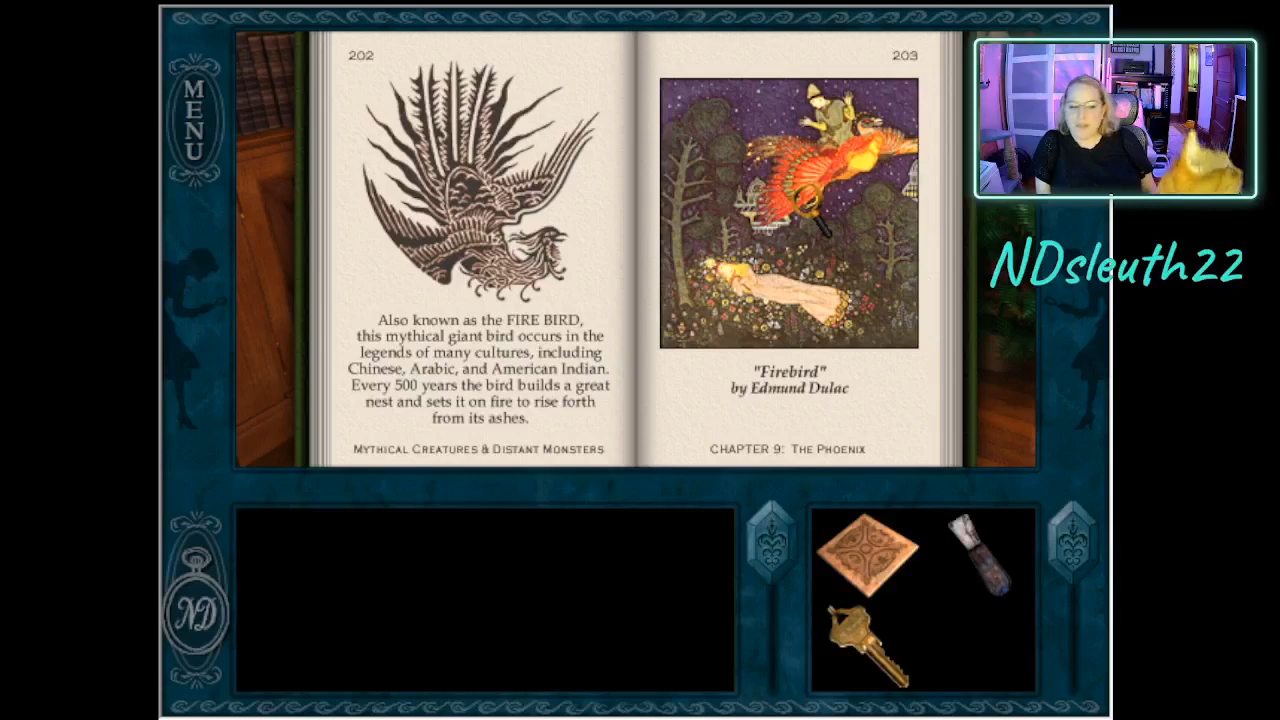 202
203
MENU
NDsleuth22
Also known as the FIRE BIRD,
this mythical giant bird occurs in the
legends of many cultures, including
Chinese, Arabic, and American Indian.
Every 500 years the bird builds a great
nest and sets it on fire to rise forth
from its ashes.
"Firebird"
by Edmund Dulac
MYTHICAL CREATURES & DISTANT MONSTERS
CHAPTER 9: THE PHOENIX
ND